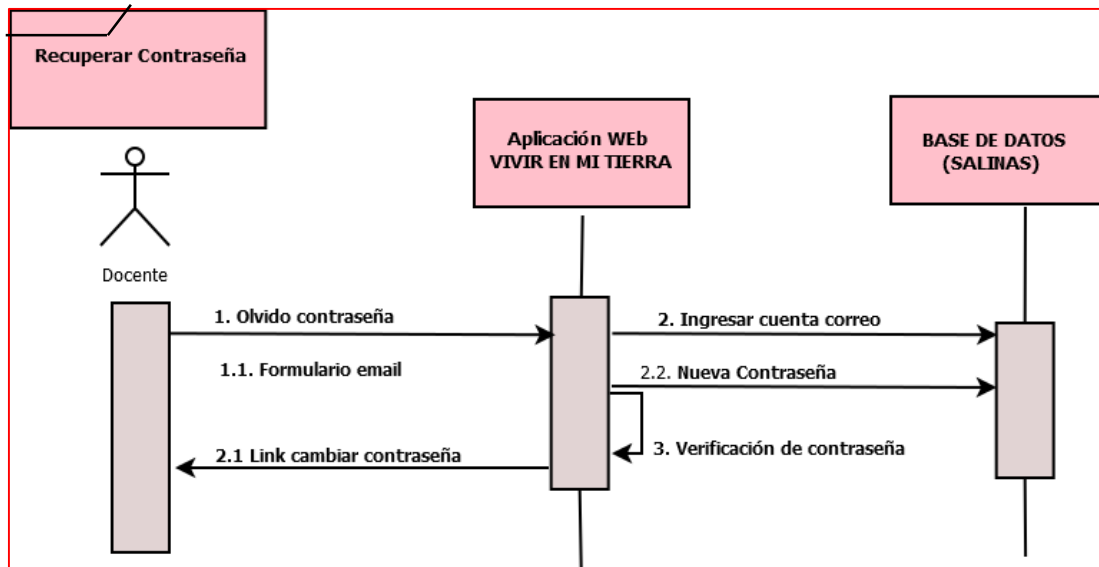 Recuperar Contraseña
Aplicación WEb
VIVIR EN MI TIERRA
BASE DE DATOS
(SALINAS)
Docente
1. Olvido contraseña
2. Ingresar cuenta correo
1.1. Formulario email
2.2. Nueva Contraseña
2.1 Link cambiar contraseña
3. Verificación de contraseña